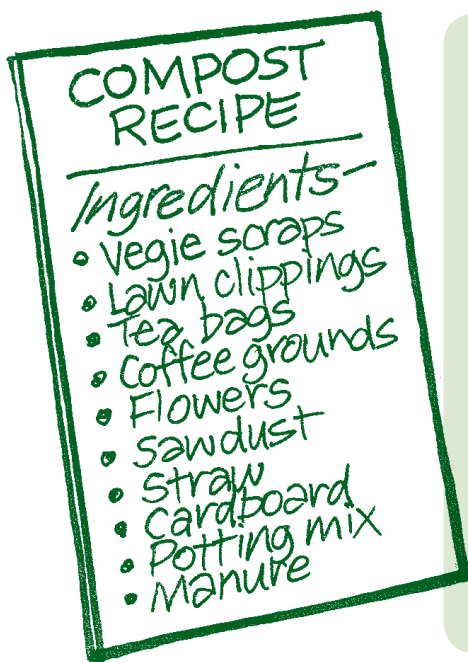 COMPOST
RECIPE
Ingredients-
• Vegie scraps
• Lawn clippings
• Tea bags
• Coffee grounds
• Flowers
• Sawdust
• Straw
• Cardboard
• Potting mix
• Manure